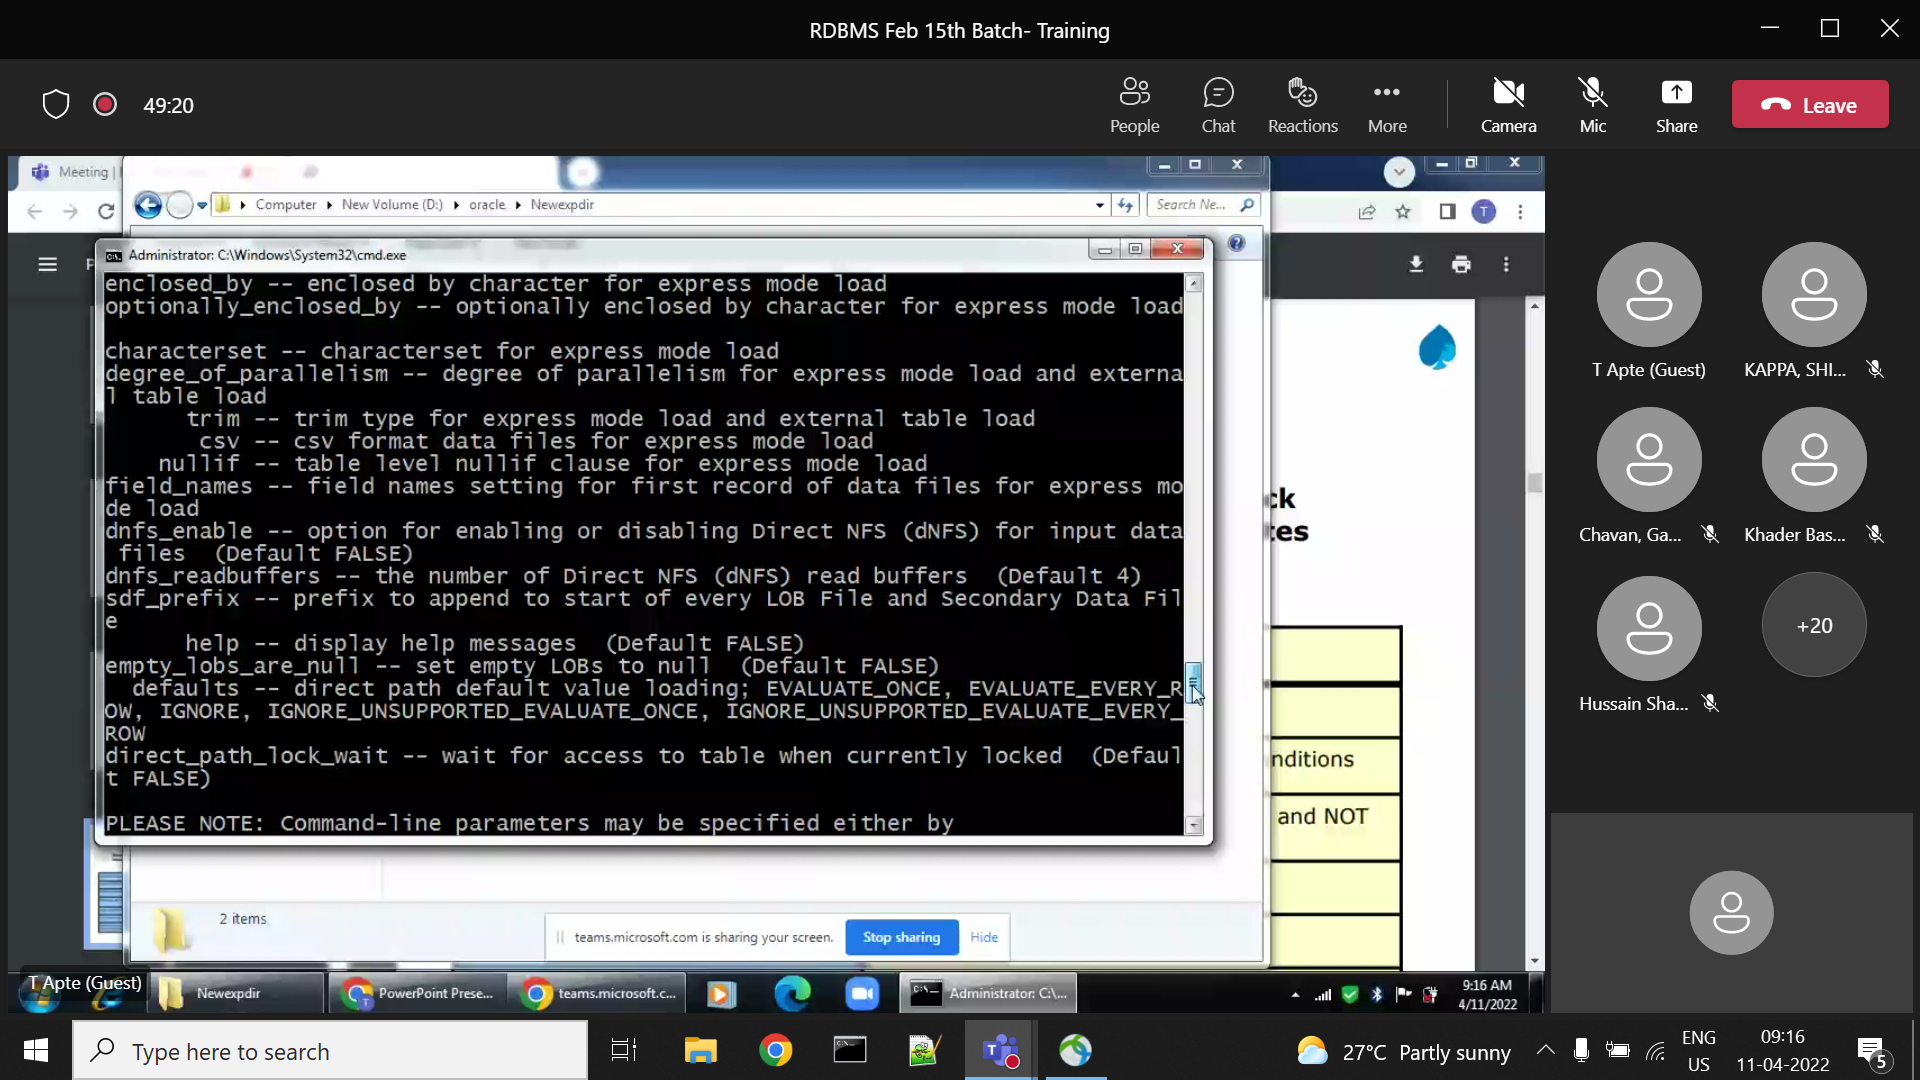 RDBMS Feb 15th Batch- Training
49:20
People
Chat
Reactions
More
Camera
Mic
Share
Leave
Meeting |
Computer
New Volume (D:)
oracle
Newexpdir
Search Ne...
T
Administrator: C:\Windows\System32\cmd.exe
enclosed_by -- enclosed by character for express mode load
optionally_enclosed_by -- optionally enclosed by character for express mode load
characterset -- characterset for express mode load
degree_of_parallelism -- degree of parallelism for express mode load and externa
l table load
trim -- trim type for express mode load and external table load
csv -- csv format data files for express mode load
nullif -- table level nullif clause for express mode load
field_names -- field names setting for first record of data files for express mo
de load
dnfs_enable -- option for enabling or disabling Direct NFS (dNFS) for input data
files (Default FALSE)
dnfs_readbuffers -- the number of Direct NFS (dNFS) read buffers (Default 4)
sdf_prefix -- prefix to append to start of every LOB File and Secondary Data Fil
e
help -- display help messages (Default FALSE)
empty_lobs_are_null -- set empty LOBs to null (Default FALSE)
defaults -- direct path default value loading; EVALUATE_ONCE, EVALUATE_EVERY_R
OW, IGNORE, IGNORE_UNSUPPORTED_EVALUATE_ONCE, IGNORE_UNSUPPORTED_EVALUATE_EVERY_
ROW
direct_path_lock_wait -- wait for access to table when currently locked (Defaul
t FALSE)
PLEASE NOTE: Command-line parameters may be specified either by
ck
tes
nditions
and NOT
2 items
teams.microsoft.com is sharing your screen.
Stop sharing
Hide
T Apte (Guest)
Newexpdir
PowerPoint Prese...
teams.microsoft.c...
Administrator: C:\...
9:16 AM
4/11/2022
T Apte (Guest)
KAPPA, SHI...
Chavan, Ga...
Khader Bas...
Hussain Sha...
+20
Type here to search
27°C Partly sunny
ENG
US
09:16
11-04-2022
5